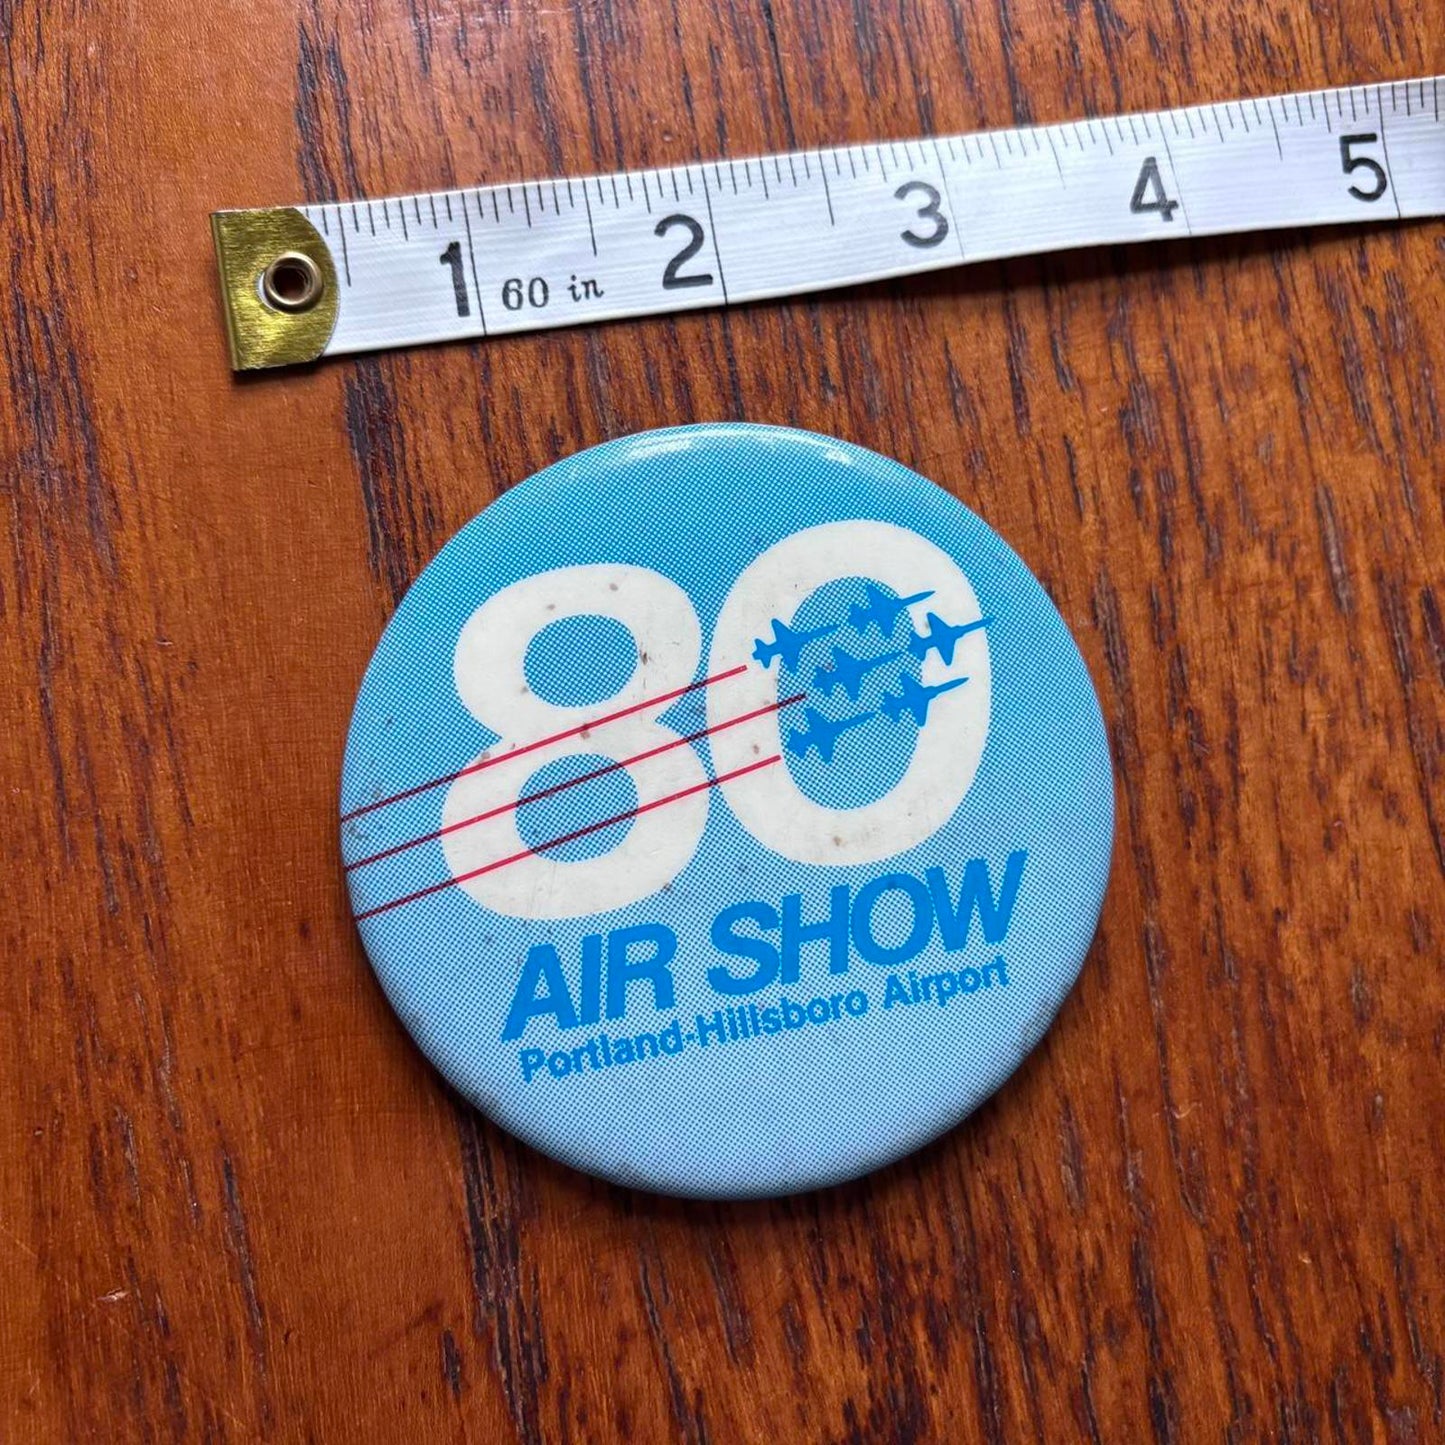 1 60 in 2 3 4 5
80
AIR SHOW
Portland-Hillsboro Airport